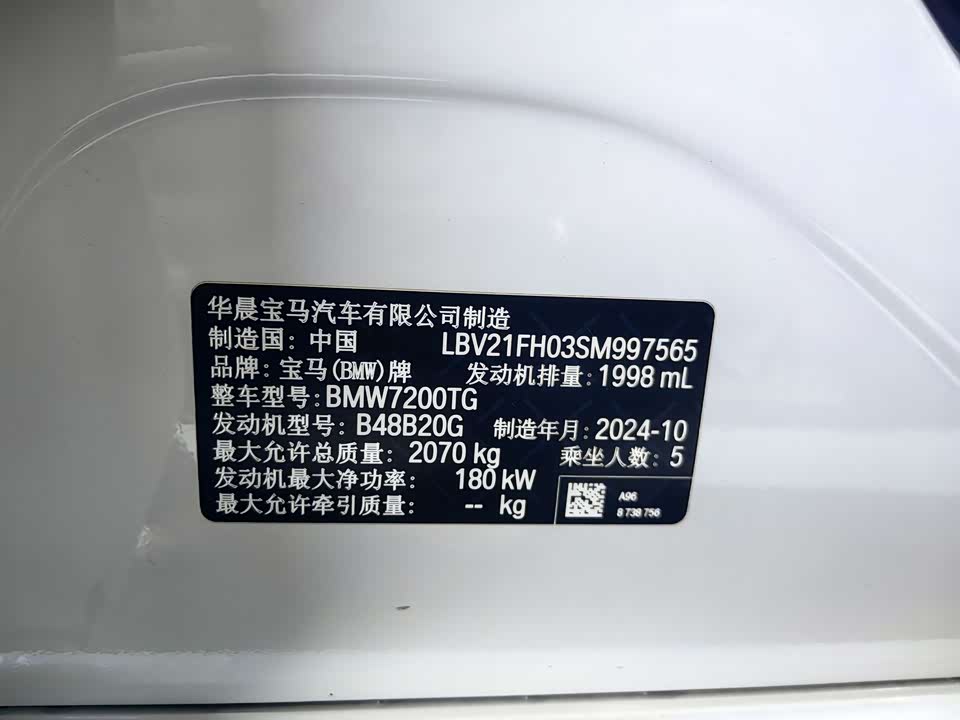 华晨宝马汽车有限公司制造
制造国: 中国 LBV21FH03SM997565
品牌: 宝马(BMW)牌 发动机排量: 1998 mL
整车型号: BMW7200TG
发动机型号: B48B20G 制造年月: 2024-10
最大允许总质量: 2070 kg 乘坐人数: 5
发动机最大净功率: 180 kW
最大允许牵引质量: -- kg
A96
8 738 756